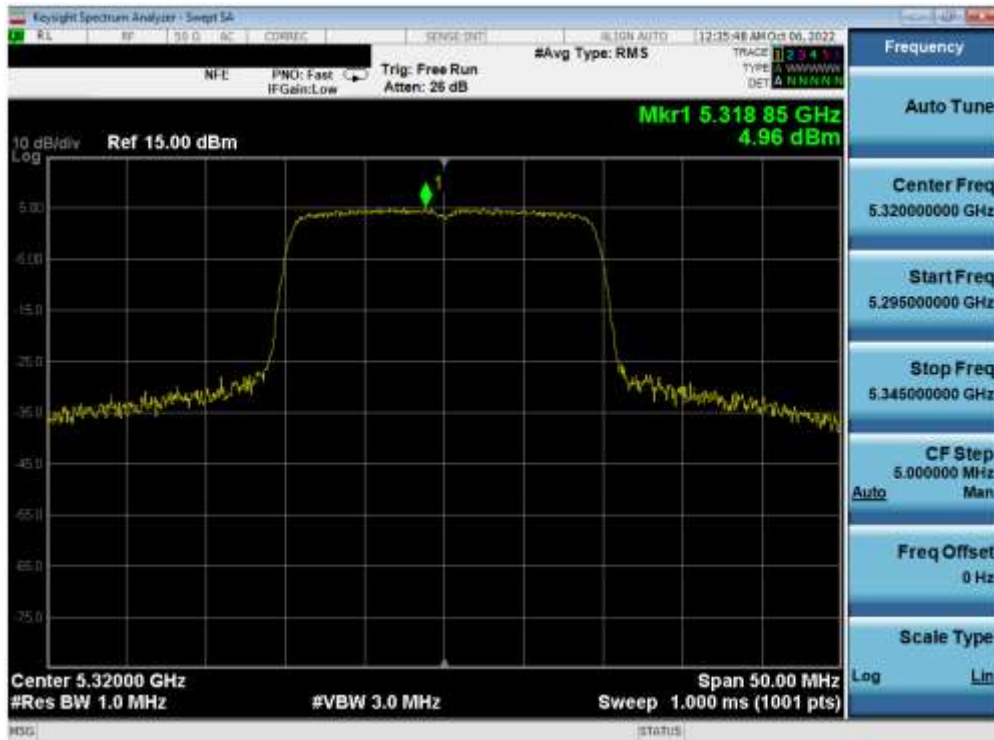 Keysight Spectrum Analyzer - Swept SA
RL RF 50 Ω AC CORREC SENSE:INT ALIGN AUTO 12:35:48 AM Oct 06, 2022
NFE PNO: Fast Trig: Free Run #Avg Type: RMS TRACE 1 2 3 4 5 6
IFGain:Low Atten: 26 dB TYPE A WWWWW
DET A N N N N N
Mkr1 5.318 85 GHz
4.96 dBm
10 dB/div Ref 15.00 dBm
Log
1
5.00
-5.00
-15.0
-25.0
-35.0
-45.0
-55.0
-65.0
-75.0
Center 5.32000 GHz Span 50.00 MHz
#Res BW 1.0 MHz #VBW 3.0 MHz Sweep 1.000 ms (1001 pts)
MSG STATUS
Frequency
Auto Tune
Center Freq
5.320000000 GHz
Start Freq
5.295000000 GHz
Stop Freq
5.345000000 GHz
CF Step
5.000000 MHz
Auto Man
Freq Offset
0 Hz
Scale Type
Log Lin